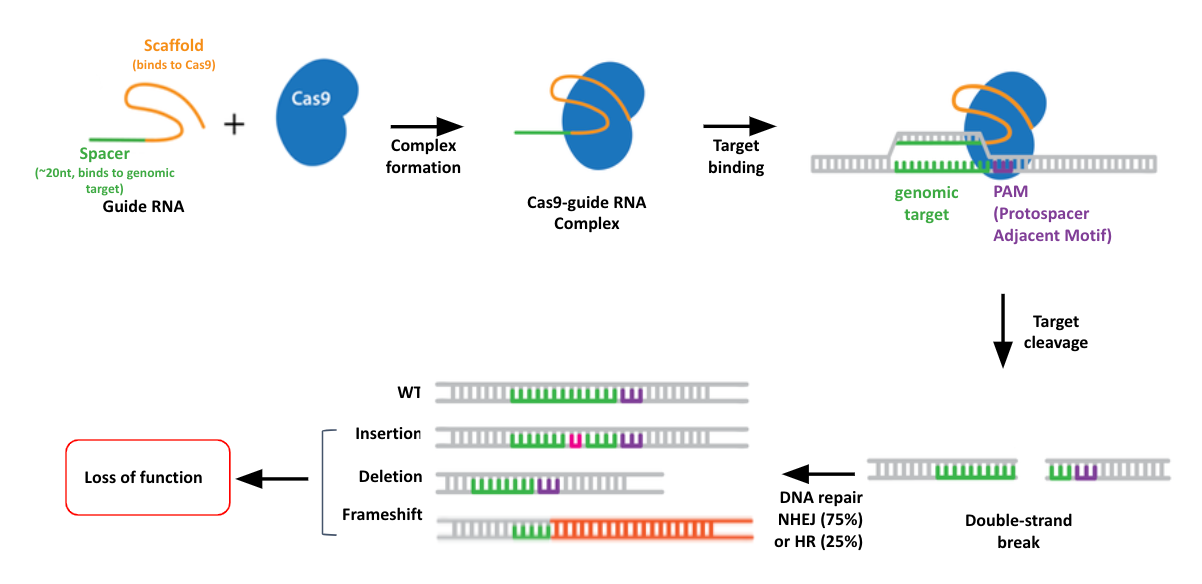 Scaffold
(binds to Cas9)
Spacer
(~20nt, binds to genomic
target)
Guide RNA
+
Cas9
Complex
formation
Cas9-guide RNA
Complex
Target
binding
genomic
target
PAM
(Protospacer
Adjacent Motif)
Target
cleavage
Double-strand
break
DNA repair
NHEJ (75%)
or HR (25%)
WT
Insertion
Deletion
Frameshift
Loss of function